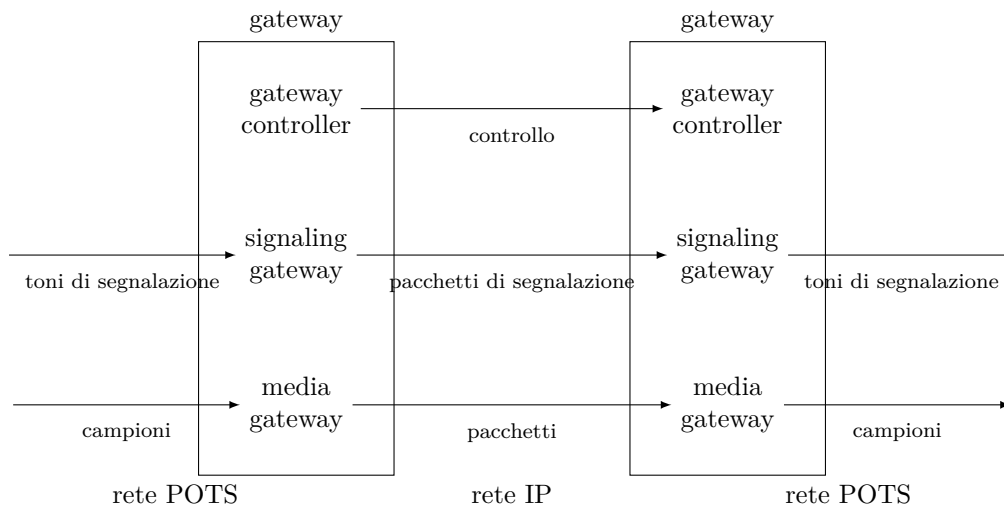 gateway
gateway
gateway
controller
controllo
gateway
controller
toni di segnalazione
signaling
gateway
pacchetti di segnalazione
signaling
gateway
toni di segnalazione
campioni
media
gateway
pacchetti
media
gateway
campioni
rete POTS
rete IP
rete POTS